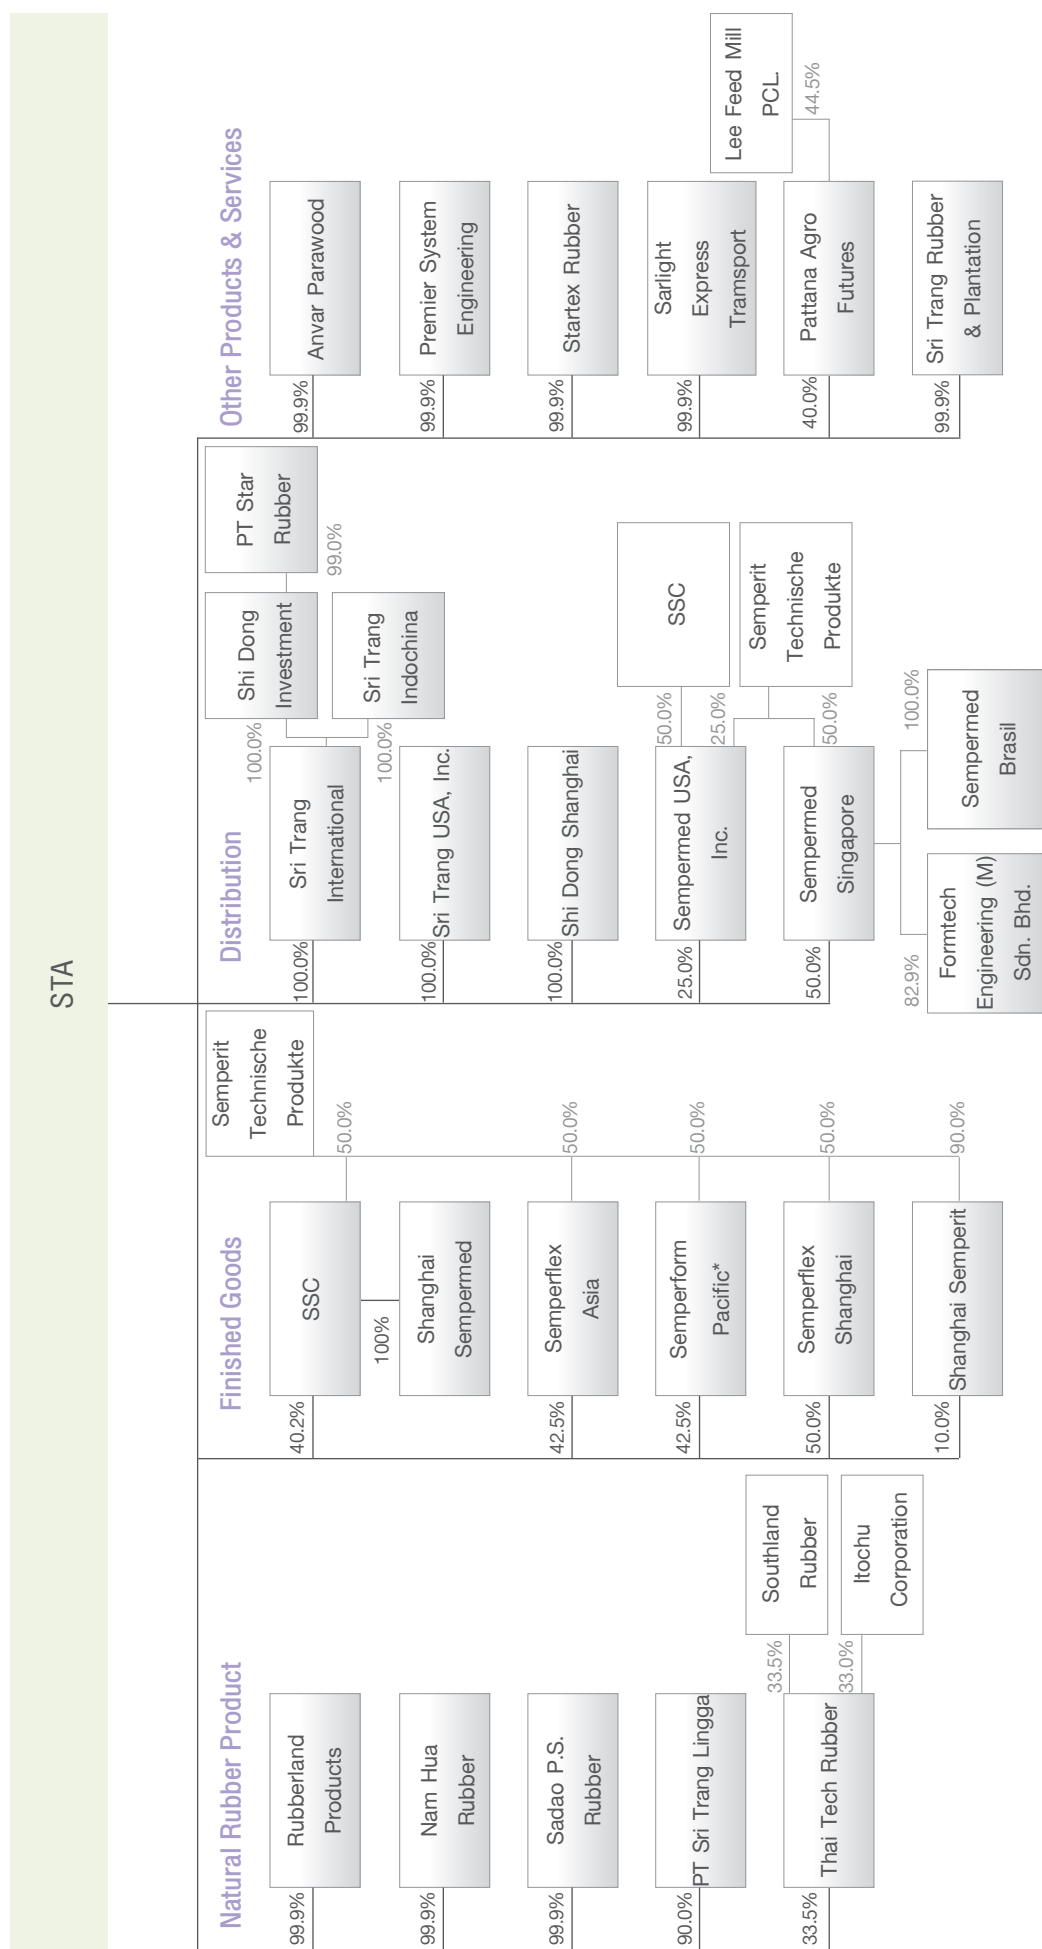 STA
Natural Rubber Product
99.9%
Rubberland
Products
99.9%
Nam Hua
Rubber
99.9%
Sadao P.S.
Rubber
90.0%
PT Sri Trang Lingga
33.5%
Thai Tech Rubber
33.5%
Southland
Rubber
33.0%
Itochu
Corporation
Finished Goods
Semperit
Technische
Produkte
40.2%
SSC
50.0%
100%
Shanghai
Sempermed
42.5%
Semperflex
Asia
50.0%
42.5%
Semperform
Pacific*
50.0%
50.0%
Semperflex
Shanghai
50.0%
10.0%
Shanghai Semperit
90.0%
Distribution
100.0%
Sri Trang
International
100.0%
Shi Dong
Investment
99.0%
PT Star
Rubber
100.0%
Sri Trang
Indochina
100.0%
Sri Trang USA, Inc.
100.0%
Shi Dong Shanghai
25.0%
Sempermed USA,
Inc.
50.0%
SSC
25.0%
Semperit
Technische
Produkte
50.0%
Sempermed
Singapore
50.0%
82.9%
Formtech
Engineering (M)
Sdn. Bhd.
100.0%
Sempermed
Brasil
Other Products & Services
99.9%
Anvar Parawood
99.9%
Premier System
Engineering
99.9%
Startex Rubber
99.9%
Sarlight
Express
Tramsport
40.0%
Pattana Agro
Futures
44.5%
Lee Feed Mill
PCL.
99.9%
Sri Trang Rubber
& Plantation